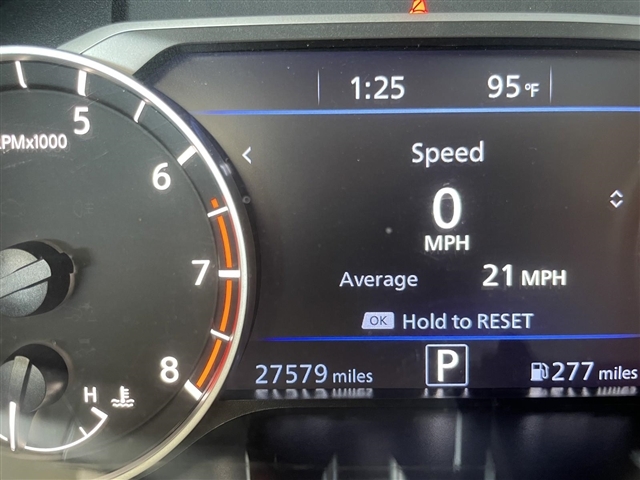 1:25 95°F
5
RPMx1000
6
7
8
H
Speed
0
MPH
Average 21 MPH
OK Hold to RESET
27579 miles P 277 miles